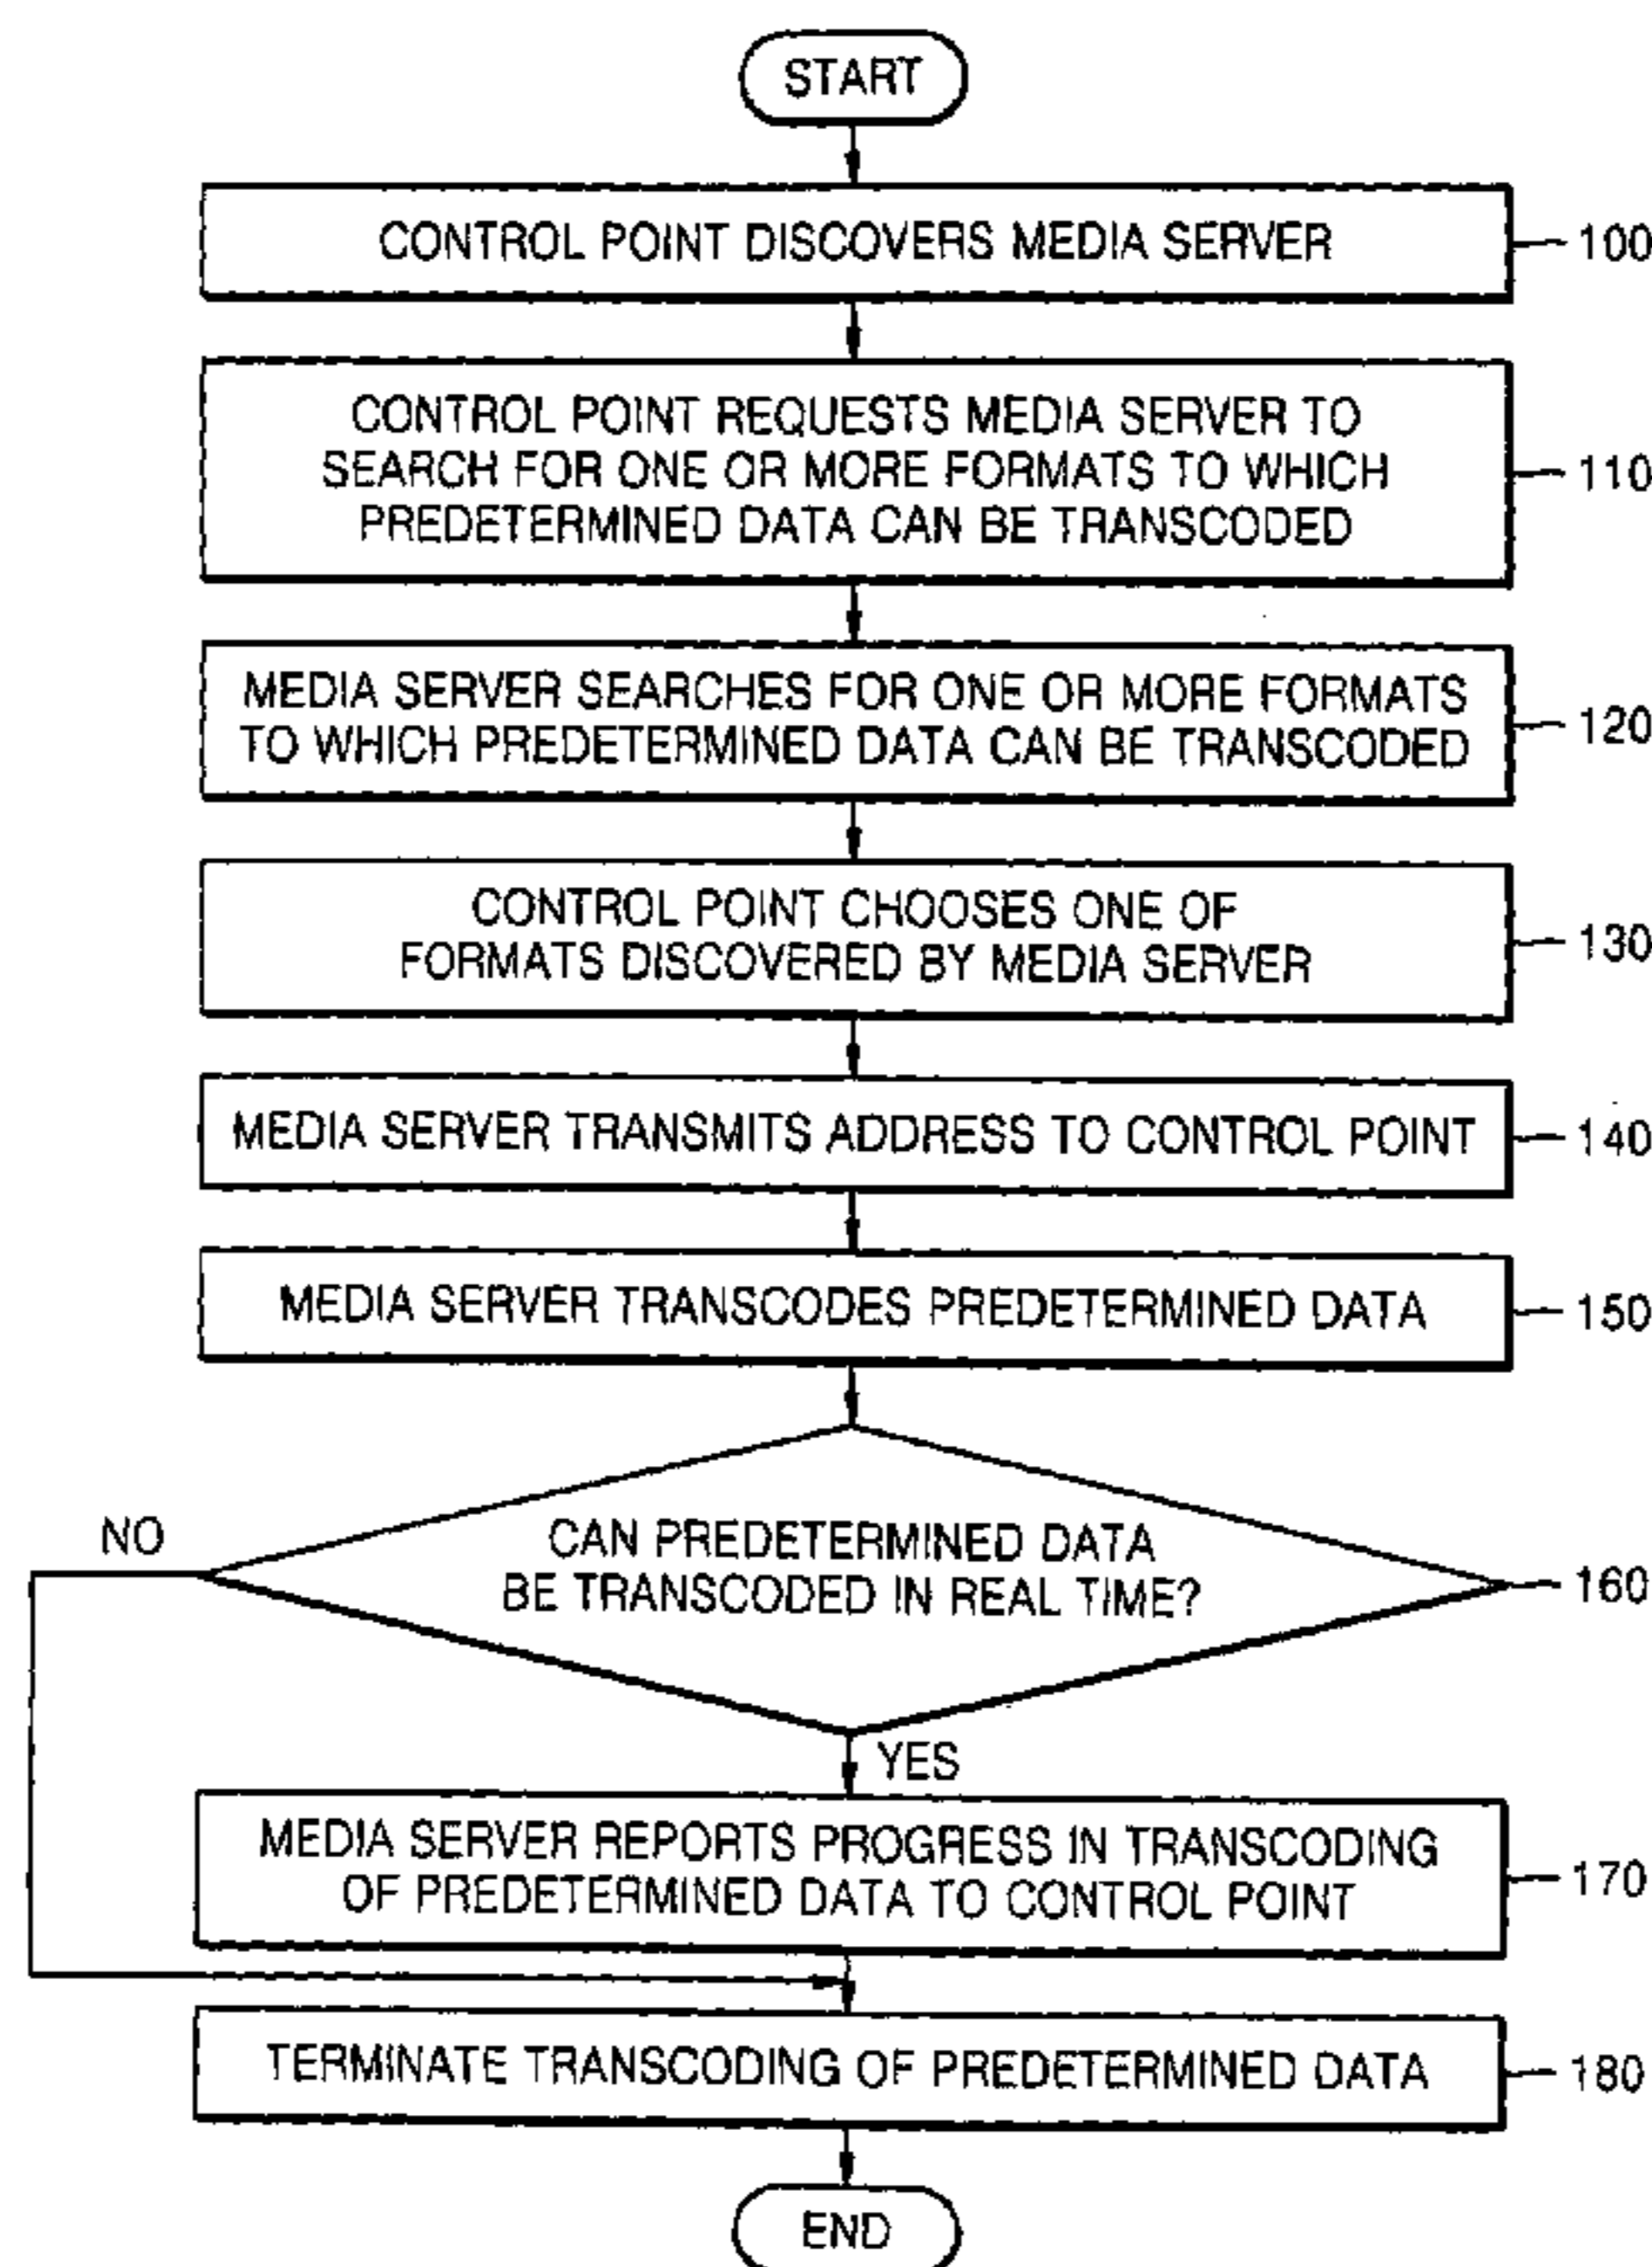 START
CONTROL POINT DISCOVERS MEDIA SERVER
100
CONTROL POINT REQUESTS MEDIA SERVER TO
SEARCH FOR ONE OR MORE FORMATS TO WHICH
PREDETERMINED DATA CAN BE TRANSCODED
110
MEDIA SERVER SEARCHES FOR ONE OR MORE FORMATS
TO WHICH PREDETERMINED DATA CAN BE TRANSCODED
120
CONTROL POINT CHOOSES ONE OF
FORMATS DISCOVERED BY MEDIA SERVER
130
MEDIA SERVER TRANSMITS ADDRESS TO CONTROL POINT
140
MEDIA SERVER TRANSCODES PREDETERMINED DATA
150
NO
CAN PREDETERMINED DATA
BE TRANSCODED IN REAL TIME?
160
YES
MEDIA SERVER REPORTS PROGRESS IN TRANSCODING
OF PREDETERMINED DATA TO CONTROL POINT
170
TERMINATE TRANSCODING OF PREDETERMINED DATA
180
END